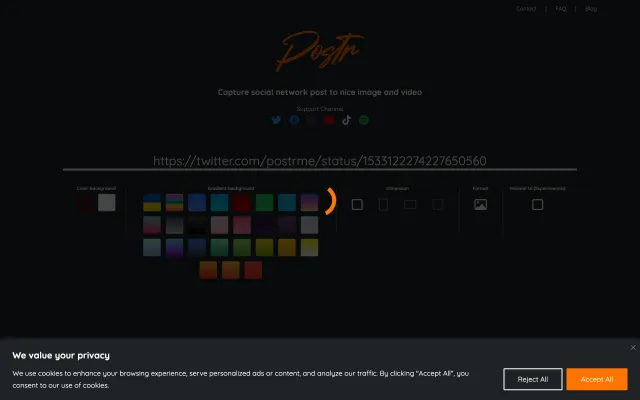 Contact | FAQ | Blog
Postr
Capture social network post to nice image and video
Support Channel
https://twitter.com/postrme/status/1533122274227650560
Color background
Gradient background
Dimension
Format
Website to (Experimental)
We value your privacy
We use cookies to enhance your browsing experience, serve personalized ads or content, and analyze our traffic. By clicking "Accept All", you
consent to our use of cookies.
Reject All
Accept All